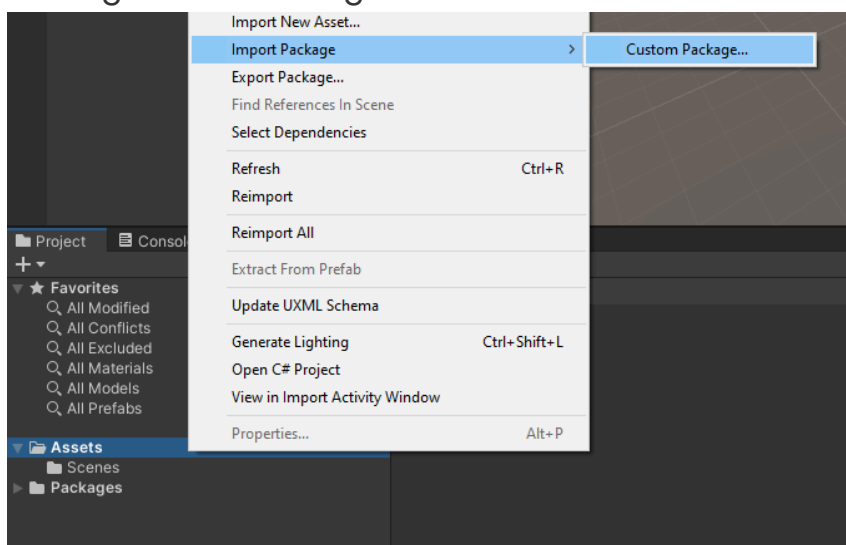 Import New Asset...
Import Package > Custom Package...
Export Package...
Find References In Scene
Select Dependencies
Refresh Ctrl+R
Reimport
Reimport All
Extract From Prefab
Update UXML Schema
Generate Lighting Ctrl+Shift+L
Open C# Project
View in Import Activity Window
Properties... Alt+P
Project Consol
Favorites
All Modified
All Conflicts
All Excluded
All Materials
All Models
All Prefabs
Assets
Scenes
Packages